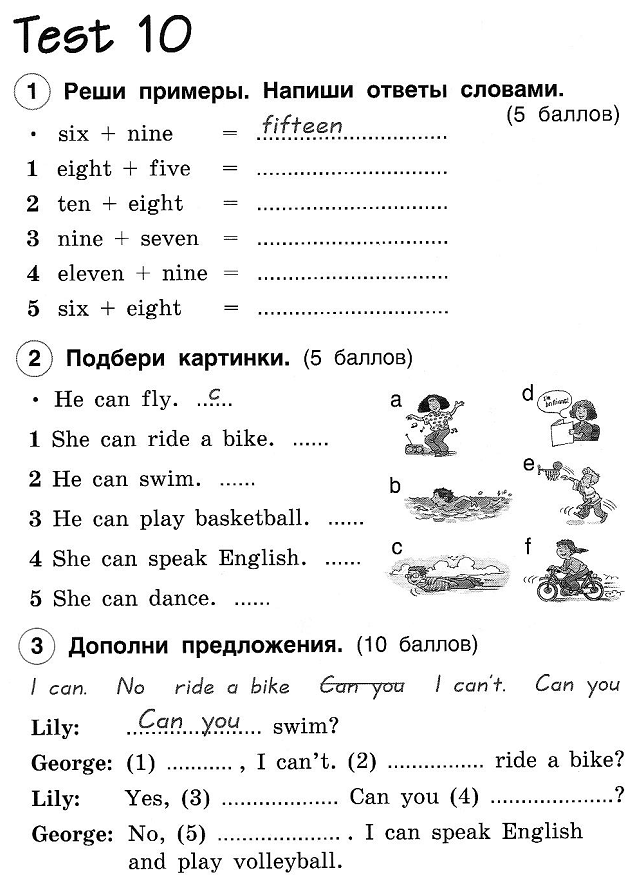 Test 10
1 Реши примеры. Напиши ответы словами.
(5 баллов)
• six + nine = fifteen
1 eight + five = ....................
2 ten + eight = ....................
3 nine + seven = ....................
4 eleven + nine = ....................
5 six + eight = ....................
2 Подбери картинки. (5 баллов)
• He can fly. ..c...
1 She can ride a bike. ......
2 He can swim. ......
3 He can play basketball. ......
4 She can speak English. ......
5 She can dance. ......
a
b
c
d
I'm
e
f
3 Дополни предложения. (10 баллов)
I can. No ride a bike Can you I can't. Can you
Lily: ...Can you... swim?
George: (1) ..........., I can't. (2) ................ ride a bike?
Lily: Yes, (3) ................... Can you (4) ....................?
George: No, (5) ..................... . I can speak English
and play volleyball.